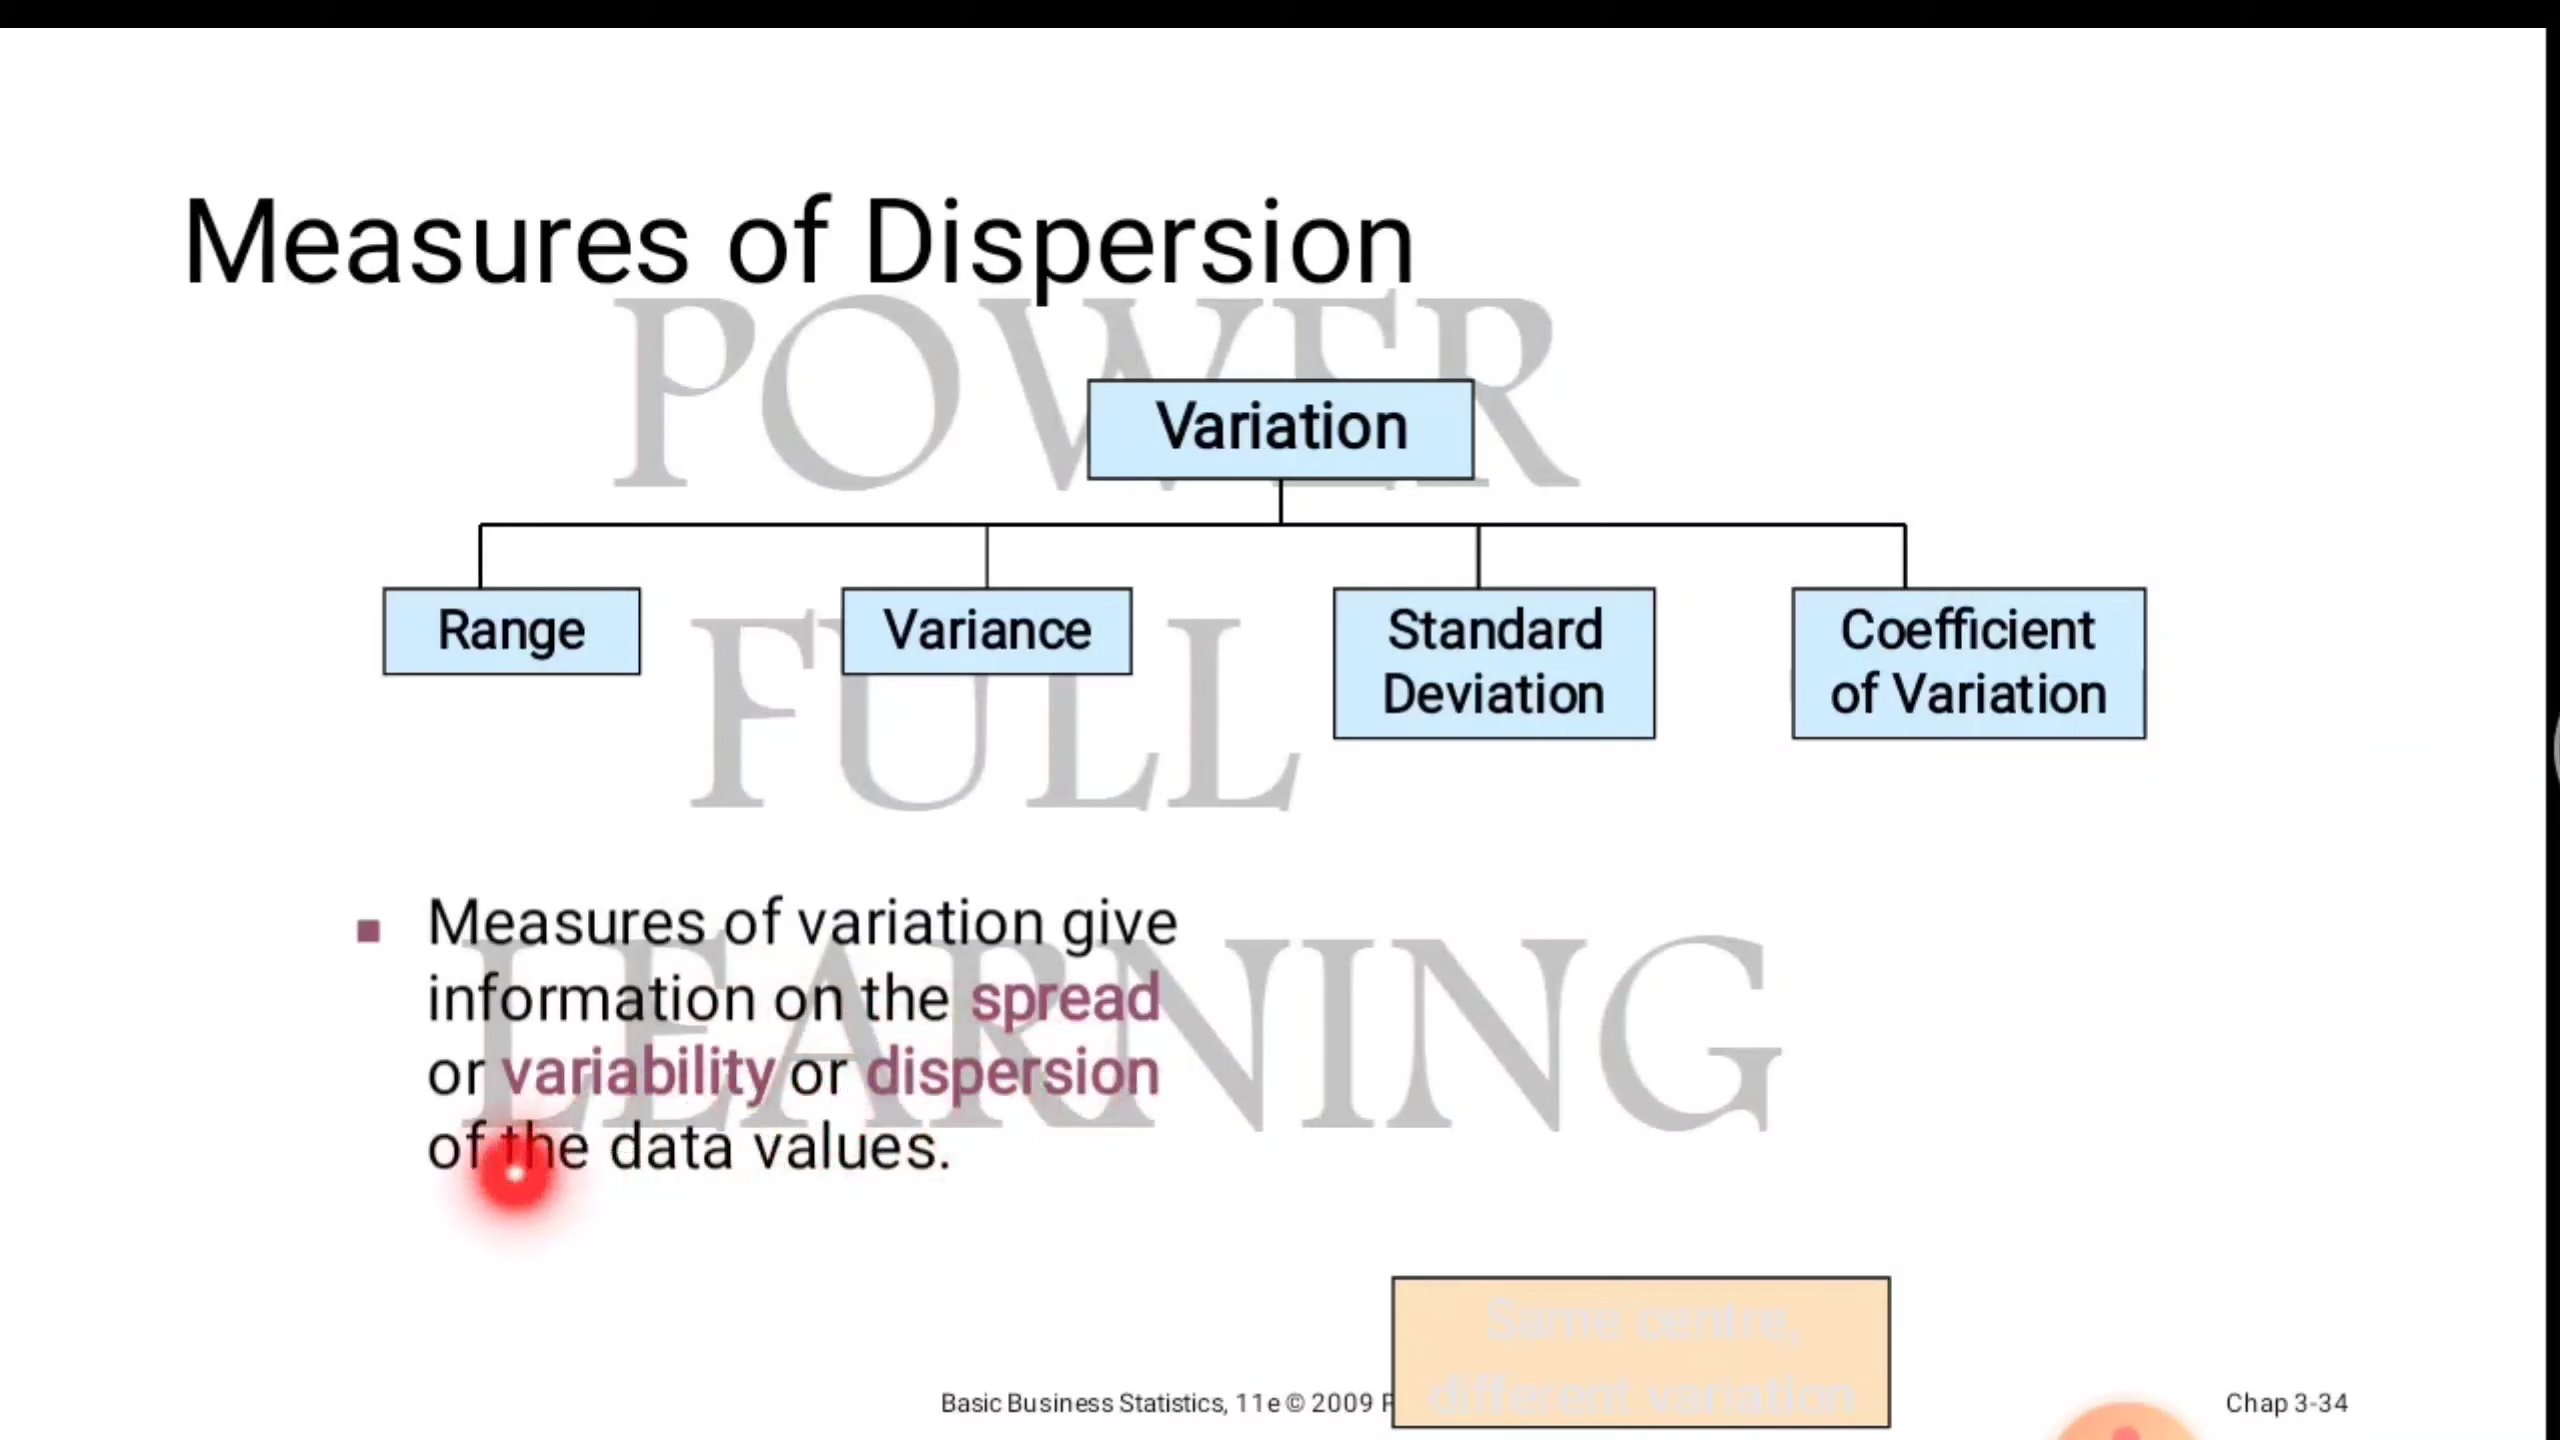 Measures of Dispersion
POWER
Variation
Range
Variance
Standard
Deviation
Coefficient
of Variation
FULL
Measures of variation give
information on the spread
or variability or dispersion
of the data values.
LEARNING
Same centre,
different variation
Basic Business Statistics, 11e © 2009
Chap 3-34